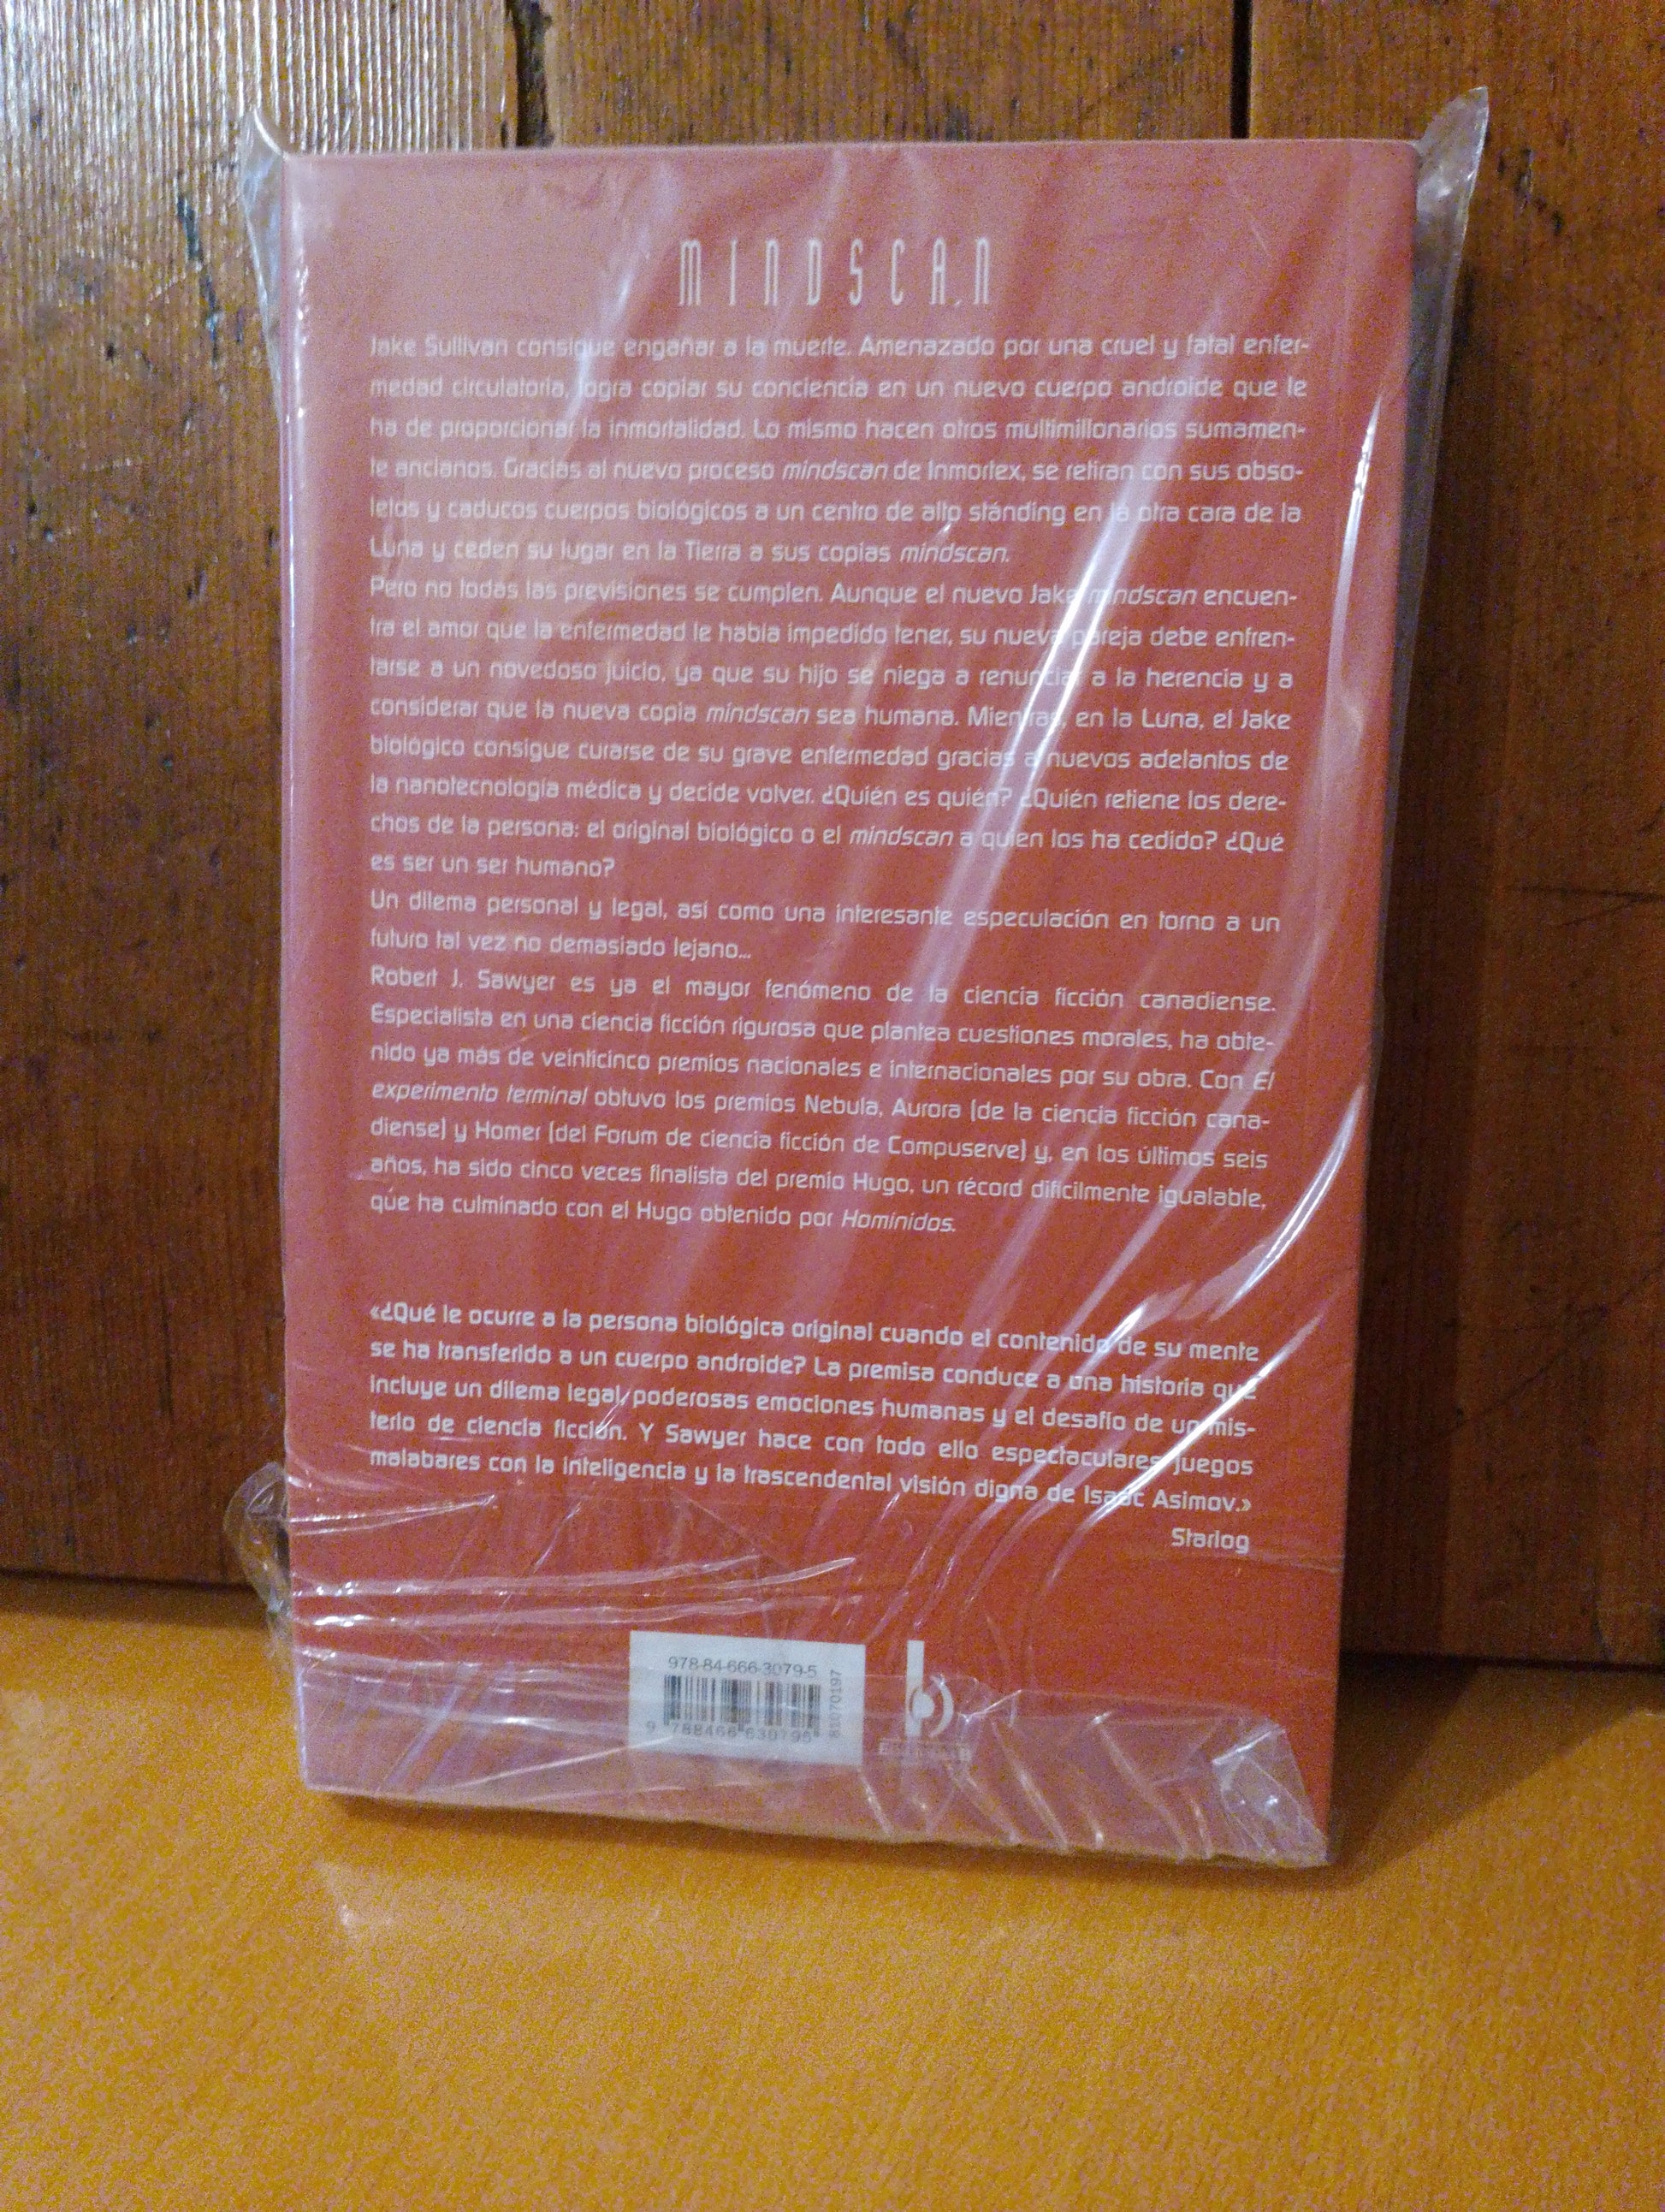 MINDSCAN
Jake Sullivan consigue engañar a la muerte. Amenazado por una cruel y fatal enfer-
medad circulatoria, logra copiar su conciencia en un nuevo cuerpo androide que le
ha de proporcionar la inmortalidad. Lo mismo hacen otros multimillonarios sumamen-
te ancianos. Gracias al nuevo proceso mindscan de Inmortex, se retiran con sus obso-
letos y caducos cuerpos biológicos a un centro de alto stánding en la otra cara de la
Luna y ceden su lugar en la Tierra a sus copias mindscan.
Pero no todas las previsiones se cumplen. Aunque el nuevo Jake mindscan encuen-
tra el amor que la enfermedad le había impedido tener, su nueva pareja debe enfren-
tarse a un novedoso juicio, ya que su hijo se niega a renunciar a la herencia y a
considerar que la nueva copia mindscan sea humana. Mientras, en la Luna, el Jake
biológico consigue curarse de su grave enfermedad gracias a nuevos adelantos de
la nanotecnología médica y decide volver. ¿Quién es quién? ¿Quién retiene los dere-
chos de la persona: el original biológico o el mindscan a quien los ha cedido? ¿Qué
es ser un ser humano?
Un dilema personal y legal, así como una interesante especulación en torno a un
futuro tal vez no demasiado lejano...
Robert J. Sawyer es ya el mayor fenómeno de la ciencia ficción canadiense.
Especialista en una ciencia ficción rigurosa que plantea cuestiones morales, ha obte-
nido ya más de veinticinco premios nacionales e internacionales por su obra. Con El
experimento terminal obtuvo los premios Nebula, Aurora (de la ciencia ficción cana-
diense) y Homer (del Forum de ciencia ficción de Compuserve) y, en los últimos seis
años, ha sido cinco veces finalista del premio Hugo, un récord difícilmente igualable,
que ha culminado con el Hugo obtenido por Homínidos.
«¿Qué le ocurre a la persona biológica original cuando el contenido de su mente
se ha transferido a un cuerpo androide? La premisa conduce a una historia que
incluye un dilema legal, poderosas emociones humanas y el desafío de un mis-
terio de ciencia ficción. Y Sawyer hace con todo ello espectaculares juegos
malabares con la inteligencia y la trascendental visión digna de Isaac Asimov.»
Starlog
978-84-666-3079-5
9 788466 630795
81070197